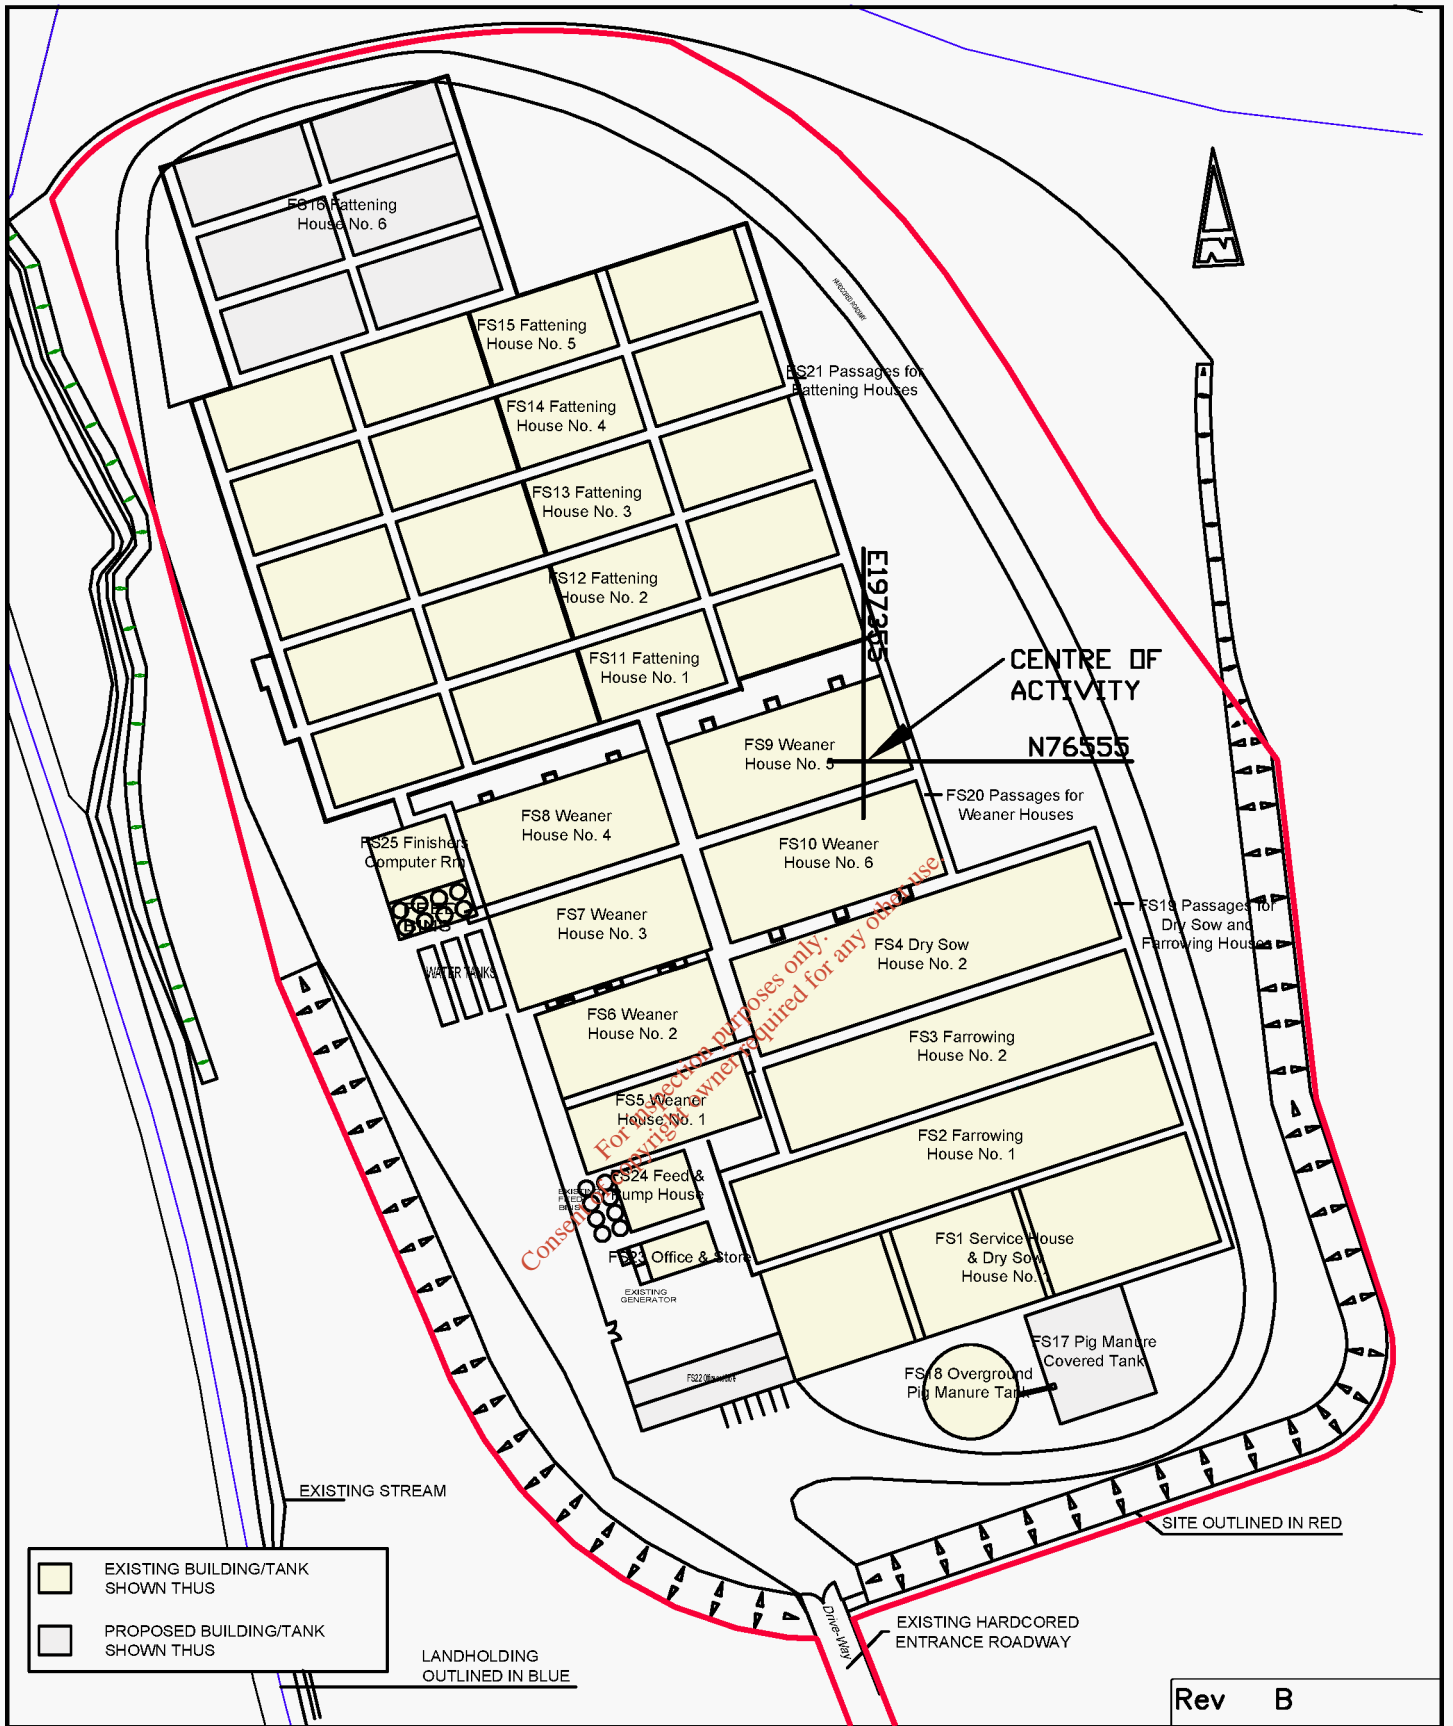 FS16 Fattening
House No. 6
HARDCORED ROADWAY
N
FS15 Fattening
House No. 5
FS21 Passages for
Fattening Houses
FS14 Fattening
House No. 4
FS13 Fattening
House No. 3
FS12 Fattening
House No. 2
FS11 Fattening
House No. 1
E197355
CENTRE OF
ACTIVITY
N76555
FS9 Weaner
House No. 5
FS20 Passages for
Weaner Houses
FS8 Weaner
House No. 4
FS10 Weaner
House No. 6
FS25 Finishers
Computer Rm
FEED
BINS
FS7 Weaner
House No. 3
FS19 Passages for
Dry Sow and
Farrowing Houses
FS4 Dry Sow
House No. 2
WATER TANKS
FS6 Weaner
House No. 2
FS3 Farrowing
House No. 2
FS5 Weaner
House No. 1
FS2 Farrowing
House No. 1
FS24 Feed &
Pump House
EXISTING
FEED
BINS
FS1 Service House
& Dry Sow
House No. 1
FS23 Office & Store
EXISTING
GENERATOR
FS17 Pig Manure
Covered Tank
FS22
FS18 Overground
Pig Manure Tank
For inspection purposes only.
Consent of copyright owner required for any other use.
EXISTING STREAM
SITE OUTLINED IN RED
EXISTING BUILDING/TANK
SHOWN THUS
PROPOSED BUILDING/TANK
SHOWN THUS
Drive-Way
EXISTING HARDCORED
ENTRANCE ROADWAY
LANDHOLDING
OUTLINED IN BLUE
Rev B